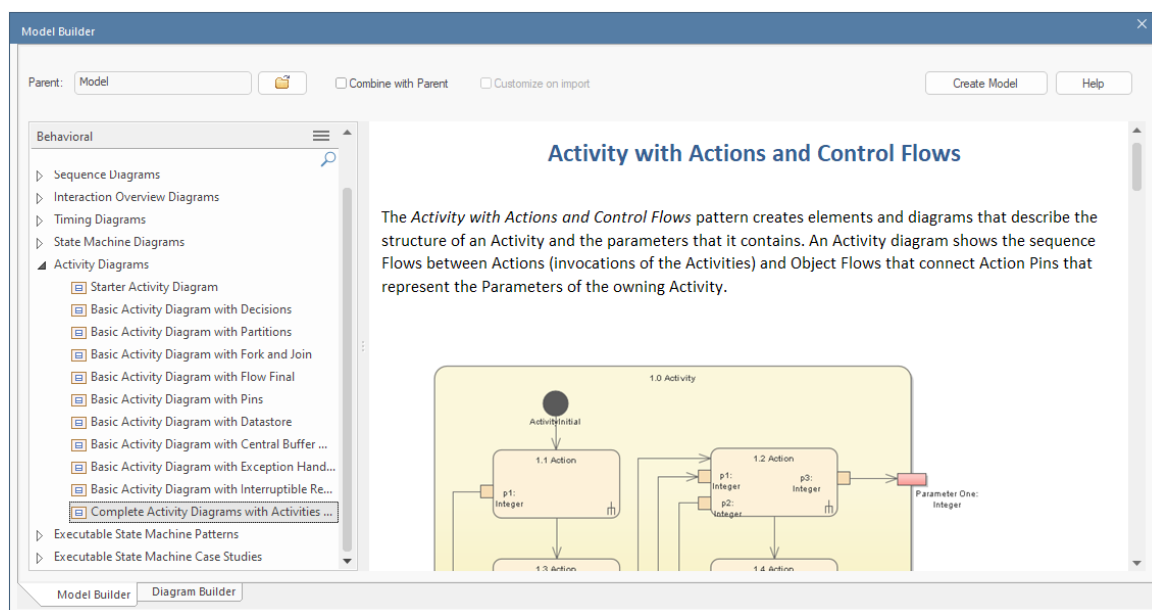 Model Builder
Parent: Model Combine with Parent Customize on import Create Model Help
Behavioral
Sequence Diagrams
Interaction Overview Diagrams
Timing Diagrams
State Machine Diagrams
Activity Diagrams
Starter Activity Diagram
Basic Activity Diagram with Decisions
Basic Activity Diagram with Partitions
Basic Activity Diagram with Fork and Join
Basic Activity Diagram with Flow Final
Basic Activity Diagram with Pins
Basic Activity Diagram with Datastore
Basic Activity Diagram with Central Buffer ...
Basic Activity Diagram with Exception Hand...
Basic Activity Diagram with Interruptible Re...
Complete Activity Diagrams with Activities ...
Executable State Machine Patterns
Executable State Machine Case Studies
Activity with Actions and Control Flows
The Activity with Actions and Control Flows pattern creates elements and diagrams that describe the
structure of an Activity and the parameters that it contains. An Activity diagram shows the sequence
Flows between Actions (invocations of the Activities) and Object Flows that connect Action Pins that
represent the Parameters of the owning Activity.
1.0 Activity
ActivityInitial
1.1 Action
p1:
Integer
1.2 Action
p1:
Integer
p2:
Integer
p3:
Integer
Parameter One:
Integer
1.3 Action
1.4 Action
Model Builder
Diagram Builder